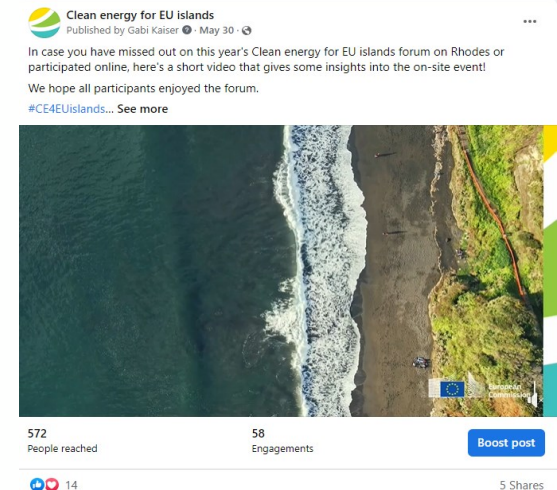 Clean energy for EU islands
Published by Gabi Kaiser · May 30 ·
In case you have missed out on this year's Clean energy for EU islands forum on Rhodes or
participated online, here's a short video that gives some insights into the on-site event!
We hope all participants enjoyed the forum.
#CE4EUislands... See more
European
Commission
572
People reached
58
Engagements
Boost post
14
5 Shares